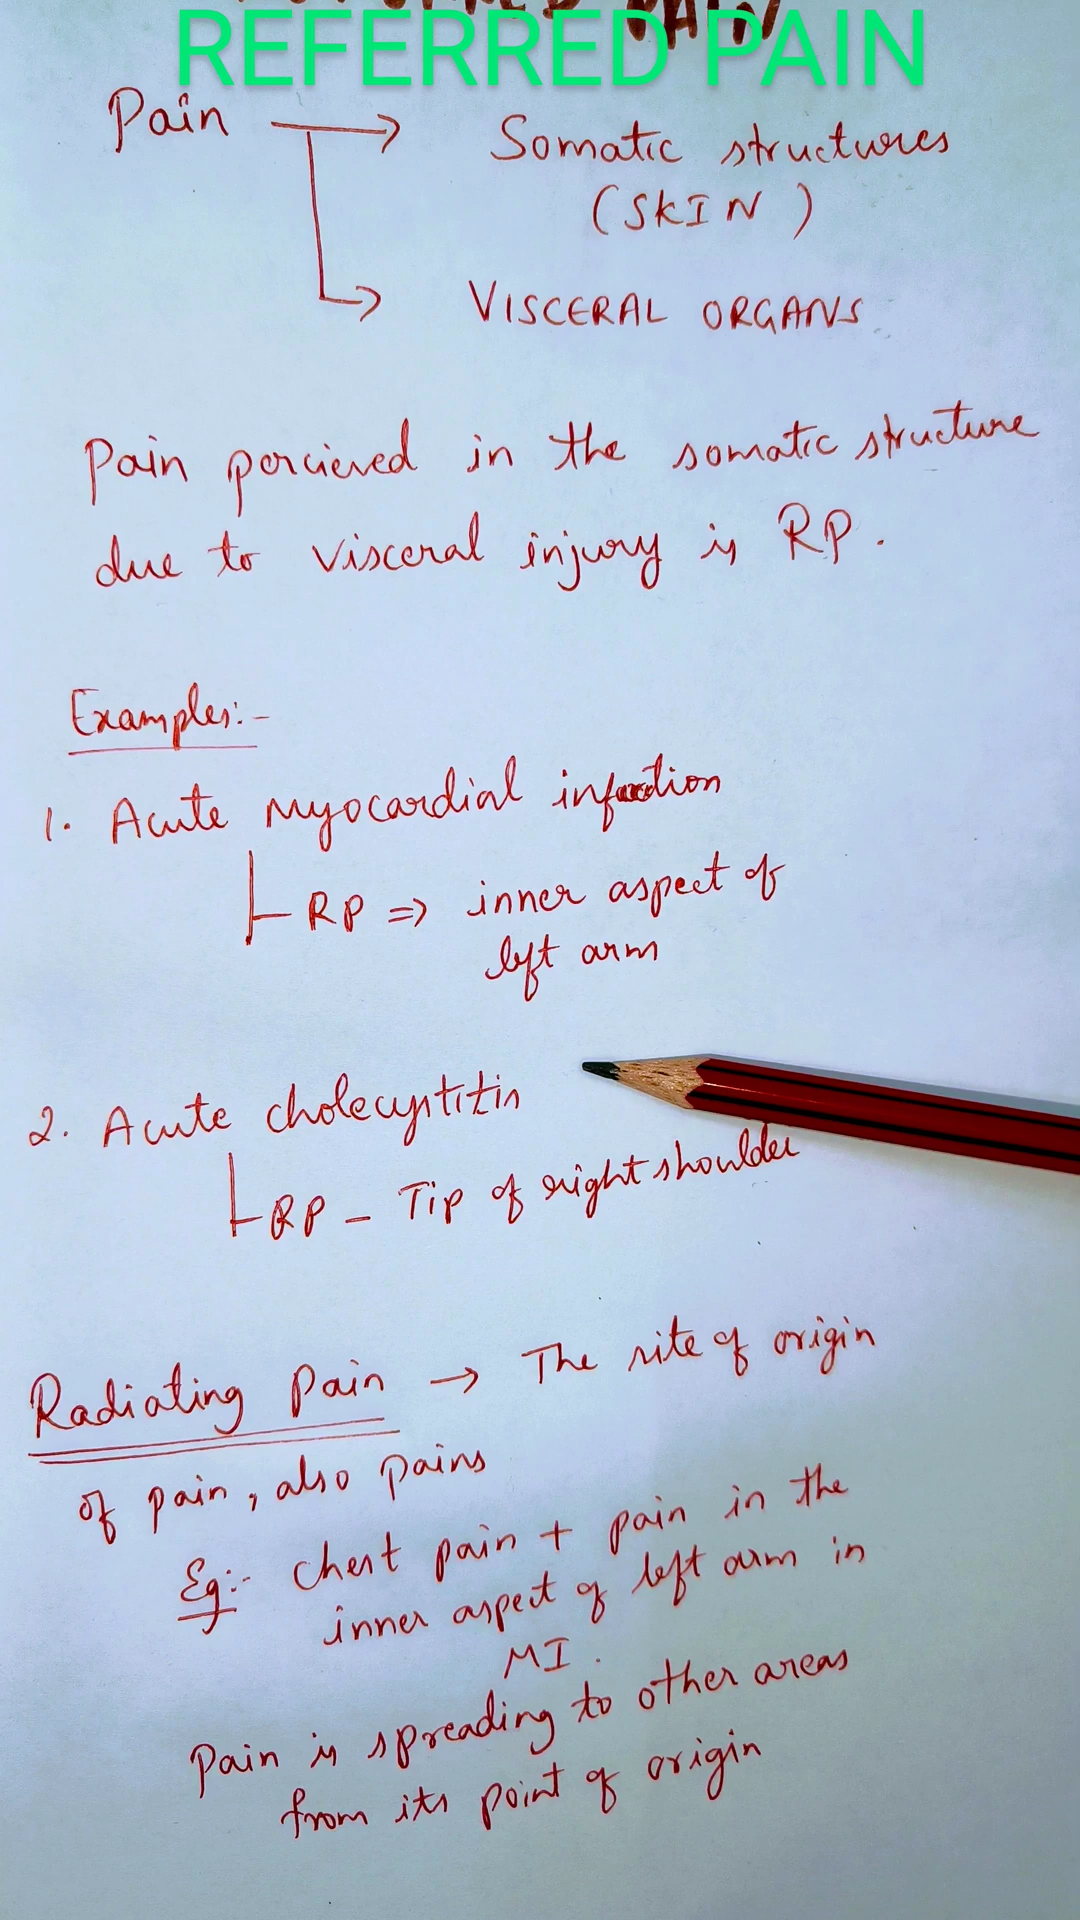 REFERRED PAIN
REFERRED PAIN
Pain → Somatic structures
(SKIN)
→ VISCERAL ORGANS
Pain percieved in the somatic structure
due to visceral injury is RP.
Examples:-
1. Acute Myocardial infarction
RP => inner aspect of
left arm
2. Acute cholecystitis
RP - Tip of right shoulder
Radiating Pain → The site of origin
of pain, also pains
Eg:- Chest pain + pain in the
inner aspect of left arm in
MI.
Pain is spreading to other areas
from its point of origin